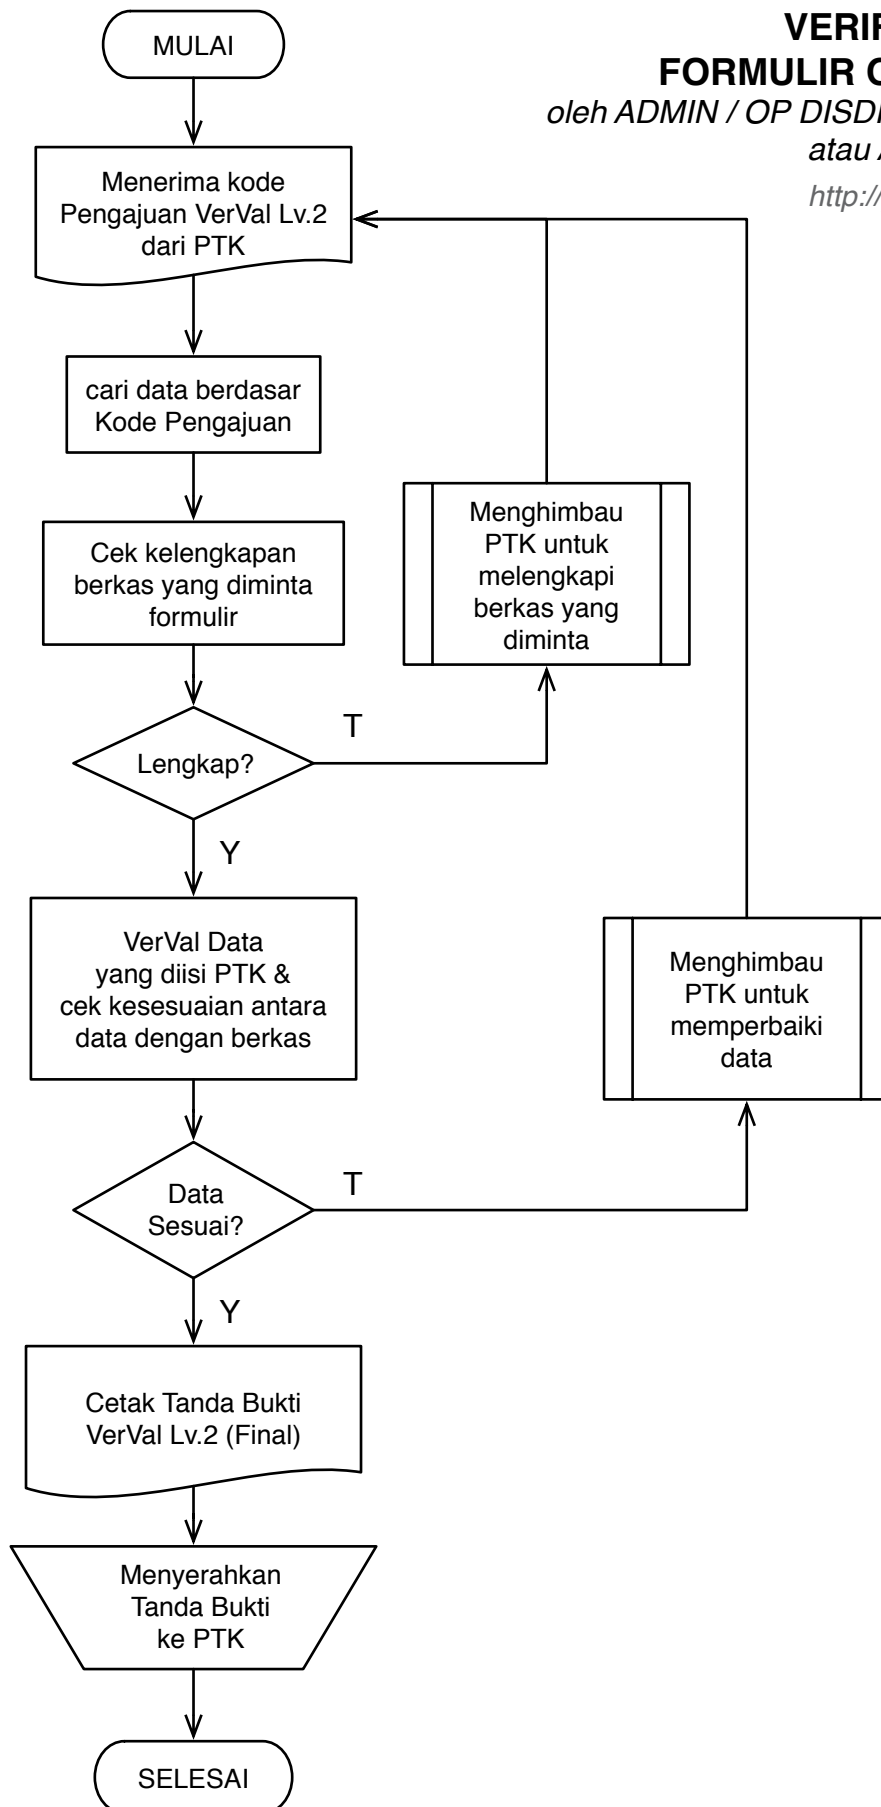 MULAI
FORMULIR
oleh ADMIN / OP
atau
http://
Menerima kode
Pengajuan VerVal Lv.2
dari PTK
cari data berdasar
Kode Pengajuan
Cek kelengkapan
berkas yang diminta
formulir
Menghimbau
PTK untuk
melengkapi
berkas yang
diminta
T
Lengkap?
Y
VerVal Data
yang diisi PTK &
cek kesesuaian antara
data dengan berkas
Menghimbau
PTK untuk
memperbaiki
data
T
Data
Sesuai?
Y
Cetak Tanda Bukti
VerVal Lv.2 (Final)
Menyerahkan
Tanda Bukti
ke PTK
SELESAI